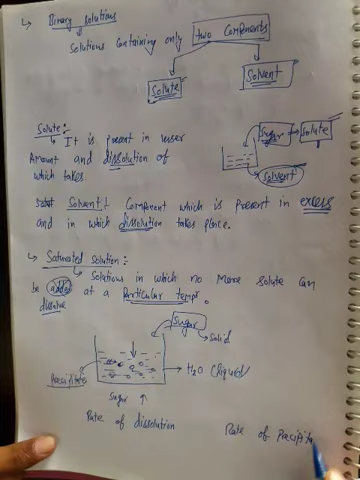 ↳ Binary solutions
↳ Solutions containing only two components
Solute
Solvent
Solute:-
↳ It is present in lesser
Amount and dissolution of
which takes
Sugar → Solute
Solvent
Solvent: Component which is present in excess
and in which dissolution takes place.
↳ Saturated solution:-
↳ Solutions in which no more solute can
be added at a Particular tempr.
dissolve
Sugar
Solid
Precipitate
H2O (liquid)
Sugar ↑
Rate of dissolution
Rate of Precipita